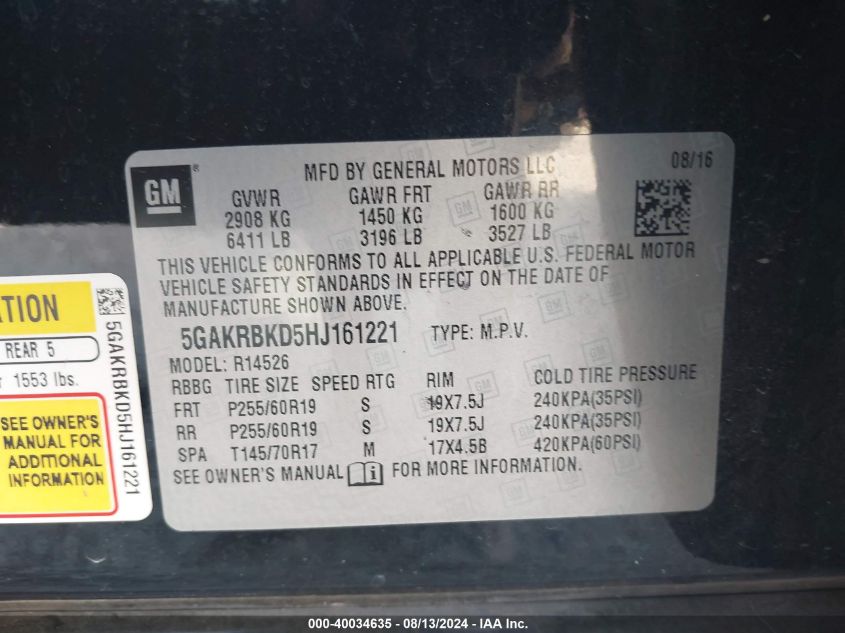 GM ®
MFD BY GENERAL MOTORS LLC 08/16
GVWR GAWR FRT GAWR RR
2908 KG 1450 KG 1600 KG
6411 LB 3196 LB 3527 LB
THIS VEHICLE CONFORMS TO ALL APPLICABLE U.S. FEDERAL MOTOR
VEHICLE SAFETY STANDARDS IN EFFECT ON THE DATE OF
MANUFACTURE SHOWN ABOVE.
5GAKRBKD5HJ161221 TYPE: M.P.V.
MODEL: R14526
RBBG TIRE SIZE SPEED RTG RIM COLD TIRE PRESSURE
FRT P255/60R19 S 19X7.5J 240KPA(35PSI)
RR P255/60R19 S 19X7.5J 240KPA(35PSI)
SPA T145/70R17 M 17X4.5B 420KPA(60PSI)
SEE OWNER'S MANUAL i FOR MORE INFORMATION.
REAR 5
1553 lbs.
SEE OWNER'S
MANUAL FOR
ADDITIONAL
INFORMATION
5GAKRBKD5HJ161221
000-40034635 - 08/13/2024 - IAA Inc.